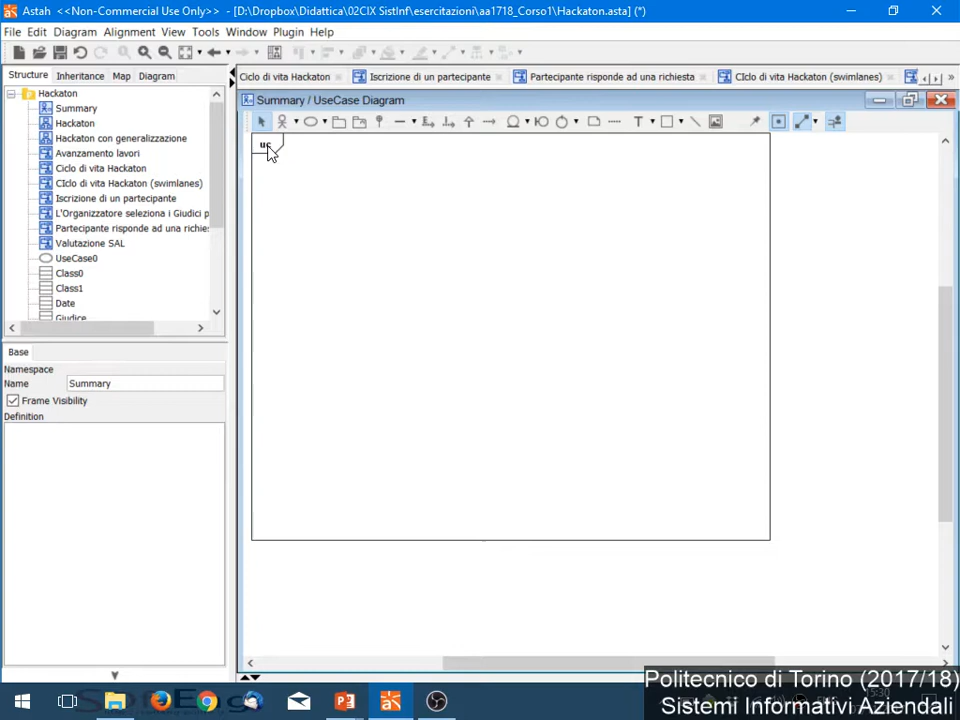 Astah <<Non-Commercial Use Only>> - [D:\Dropbox\Didattica\02CIX SistInf\esercitazioni\aa1718_Corso1\Hackaton.asta] (*)
File Edit Diagram Alignment View Tools Window Plugin Help
Structure Inheritance Map Diagram
Ciclo di vita Hackaton Iscrizione di un partecipante Partecipante risponde ad una richiesta CIclo di vita Hackaton (swimlanes)
Hackaton
Summary
Hackaton
Hackaton con generalizzazione
Avanzamento lavori
Ciclo di vita Hackaton
CIclo di vita Hackaton (swimlanes)
Iscrizione di un partecipante
L'Organizzatore seleziona i Giudici p
Partecipante risponde ad una richies
Valutazione SAL
UseCase0
Class0
Class1
Date
Giudice
Summary / UseCase Diagram
T
uc
Base
Namespace
Name Summary
Frame Visibility
Definition
Politecnico di Torino (2017/18)
Sistemi Informativi Aziendali